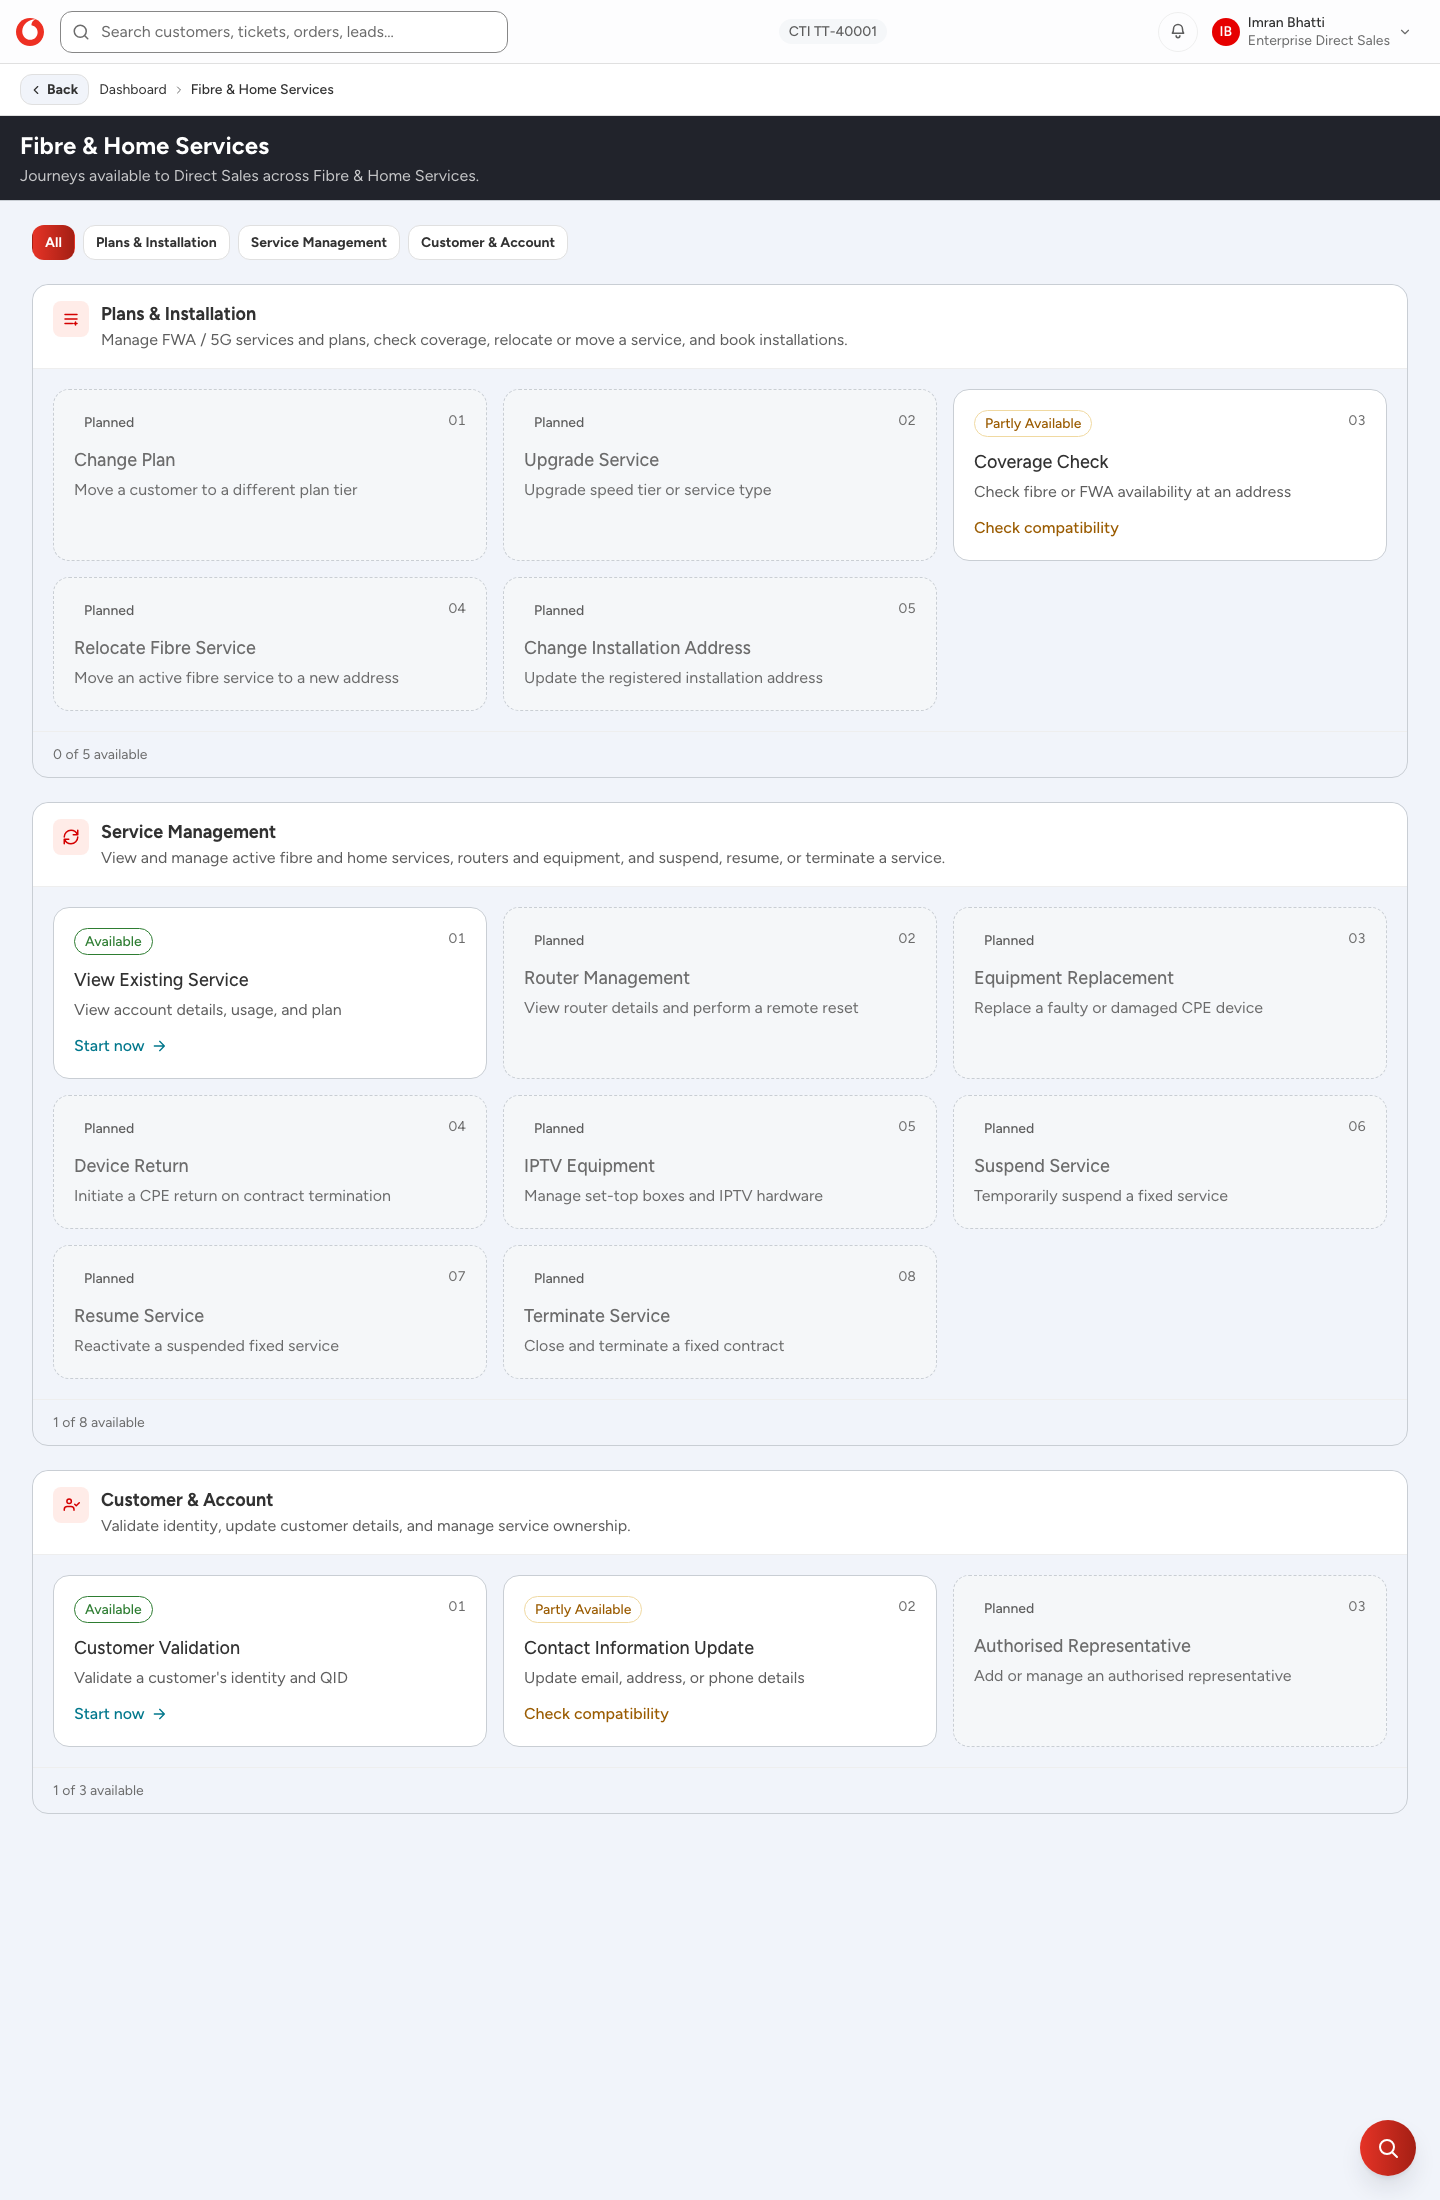 Search customers, tickets, orders, leads...
CTI TT-40001
IB
Imran Bhatti
Enterprise Direct Sales
Back
Dashboard
Fibre & Home Services
Fibre & Home Services
Journeys available to Direct Sales across Fibre & Home Services.
All
Plans & Installation
Service Management
Customer & Account
Plans & Installation
Manage FWA / 5G services and plans, check coverage, relocate or move a service, and book installations.
Planned
01
Change Plan
Move a customer to a different plan tier
Planned
02
Upgrade Service
Upgrade speed tier or service type
Partly Available
03
Coverage Check
Check fibre or FWA availability at an address
Check compatibility
Planned
04
Relocate Fibre Service
Move an active fibre service to a new address
Planned
05
Change Installation Address
Update the registered installation address
0 of 5 available
Service Management
View and manage active fibre and home services, routers and equipment, and suspend, resume, or terminate a service.
Available
01
View Existing Service
View account details, usage, and plan
Start now
Planned
02
Router Management
View router details and perform a remote reset
Planned
03
Equipment Replacement
Replace a faulty or damaged CPE device
Planned
04
Device Return
Initiate a CPE return on contract termination
Planned
05
IPTV Equipment
Manage set-top boxes and IPTV hardware
Planned
06
Suspend Service
Temporarily suspend a fixed service
Planned
07
Resume Service
Reactivate a suspended fixed service
Planned
08
Terminate Service
Close and terminate a fixed contract
1 of 8 available
Customer & Account
Validate identity, update customer details, and manage service ownership.
Available
01
Customer Validation
Validate a customer's identity and QID
Start now
Partly Available
02
Contact Information Update
Update email, address, or phone details
Check compatibility
Planned
03
Authorised Representative
Add or manage an authorised representative
1 of 3 available